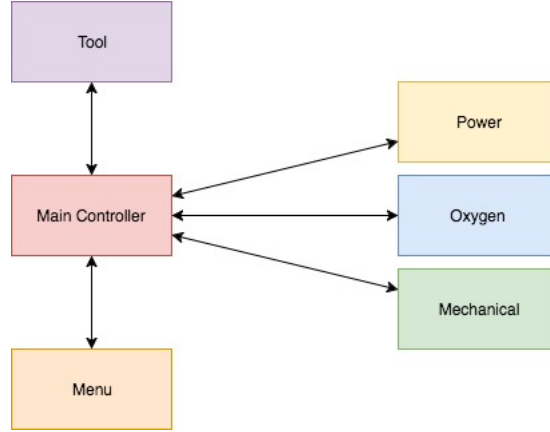 Tool
Power
Main Controller
Oxygen
Mechanical
Menu